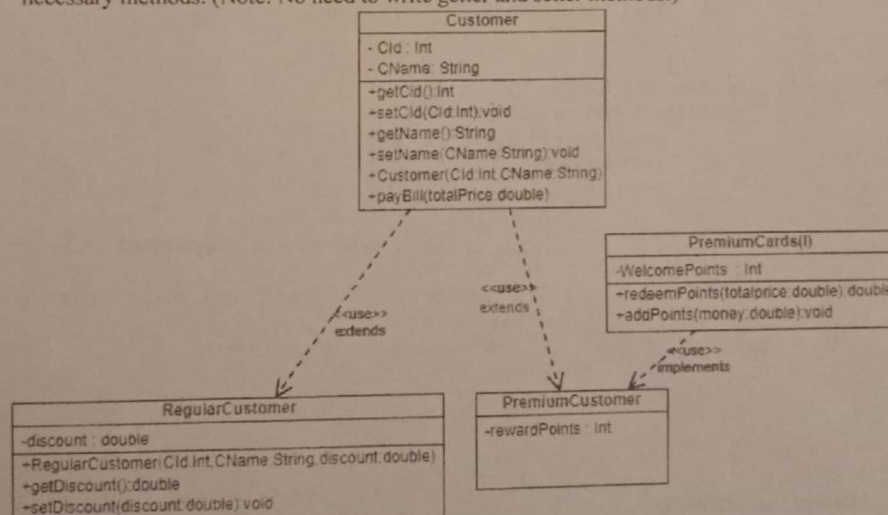 necessary methods. (Note: No need to write getter and setter methods.)
Customer
- CId : Int
- CName: String
+getCid():Int
+setCId(Cid:Int):void
+getName():String
+setName(CName:String):void
+Customer(Cid:int,CName:String)
+payBill(totalPrice:double)
PremiumCards(I)
-WelcomePoints : Int
+redeemPoints(totalprice:double):double
+addPoints(money:double):void
<<use>>
extends
<<use>>
extends
<<use>>
implements
RegularCustomer
-discount : double
+RegularCustomer(CId:int,CName:String,discount:double)
+getDiscount():double
+setDiscount(discount:double):void
PremiumCustomer
-rewardPoints : Int